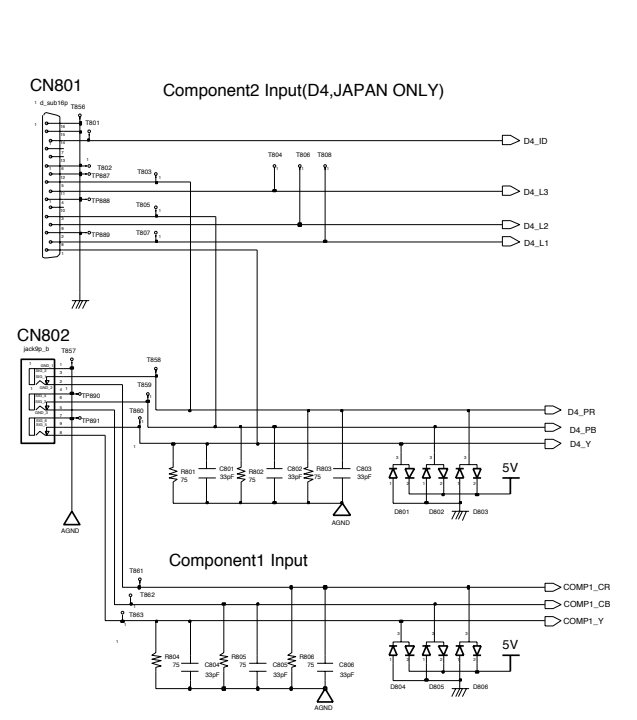 CN801
Component2 Input(D4,JAPAN ONLY)
1 d_sub16p
T856
T801
D4_ID
T802
TP887
T803
T804 T806 T808
D4_L3
TP888
T805
D4_L2
TP889
T807
D4_L1
CN802
jack9p_b
T857
T858
T859
TP890
T860
TP891
D4_PR
D4_PB
D4_Y
R801
75
C801
33pF
R802
75
C802
33pF
R803
75
C803
33pF
5V
D801 D802 D803
AGND
AGND
Component1 Input
T861
T862
T863
COMP1_CR
COMP1_CB
COMP1_Y
R804
75
C804
33pF
R805
75
C805
33pF
R806
75
C806
33pF
5V
D804 D805 D806
AGND